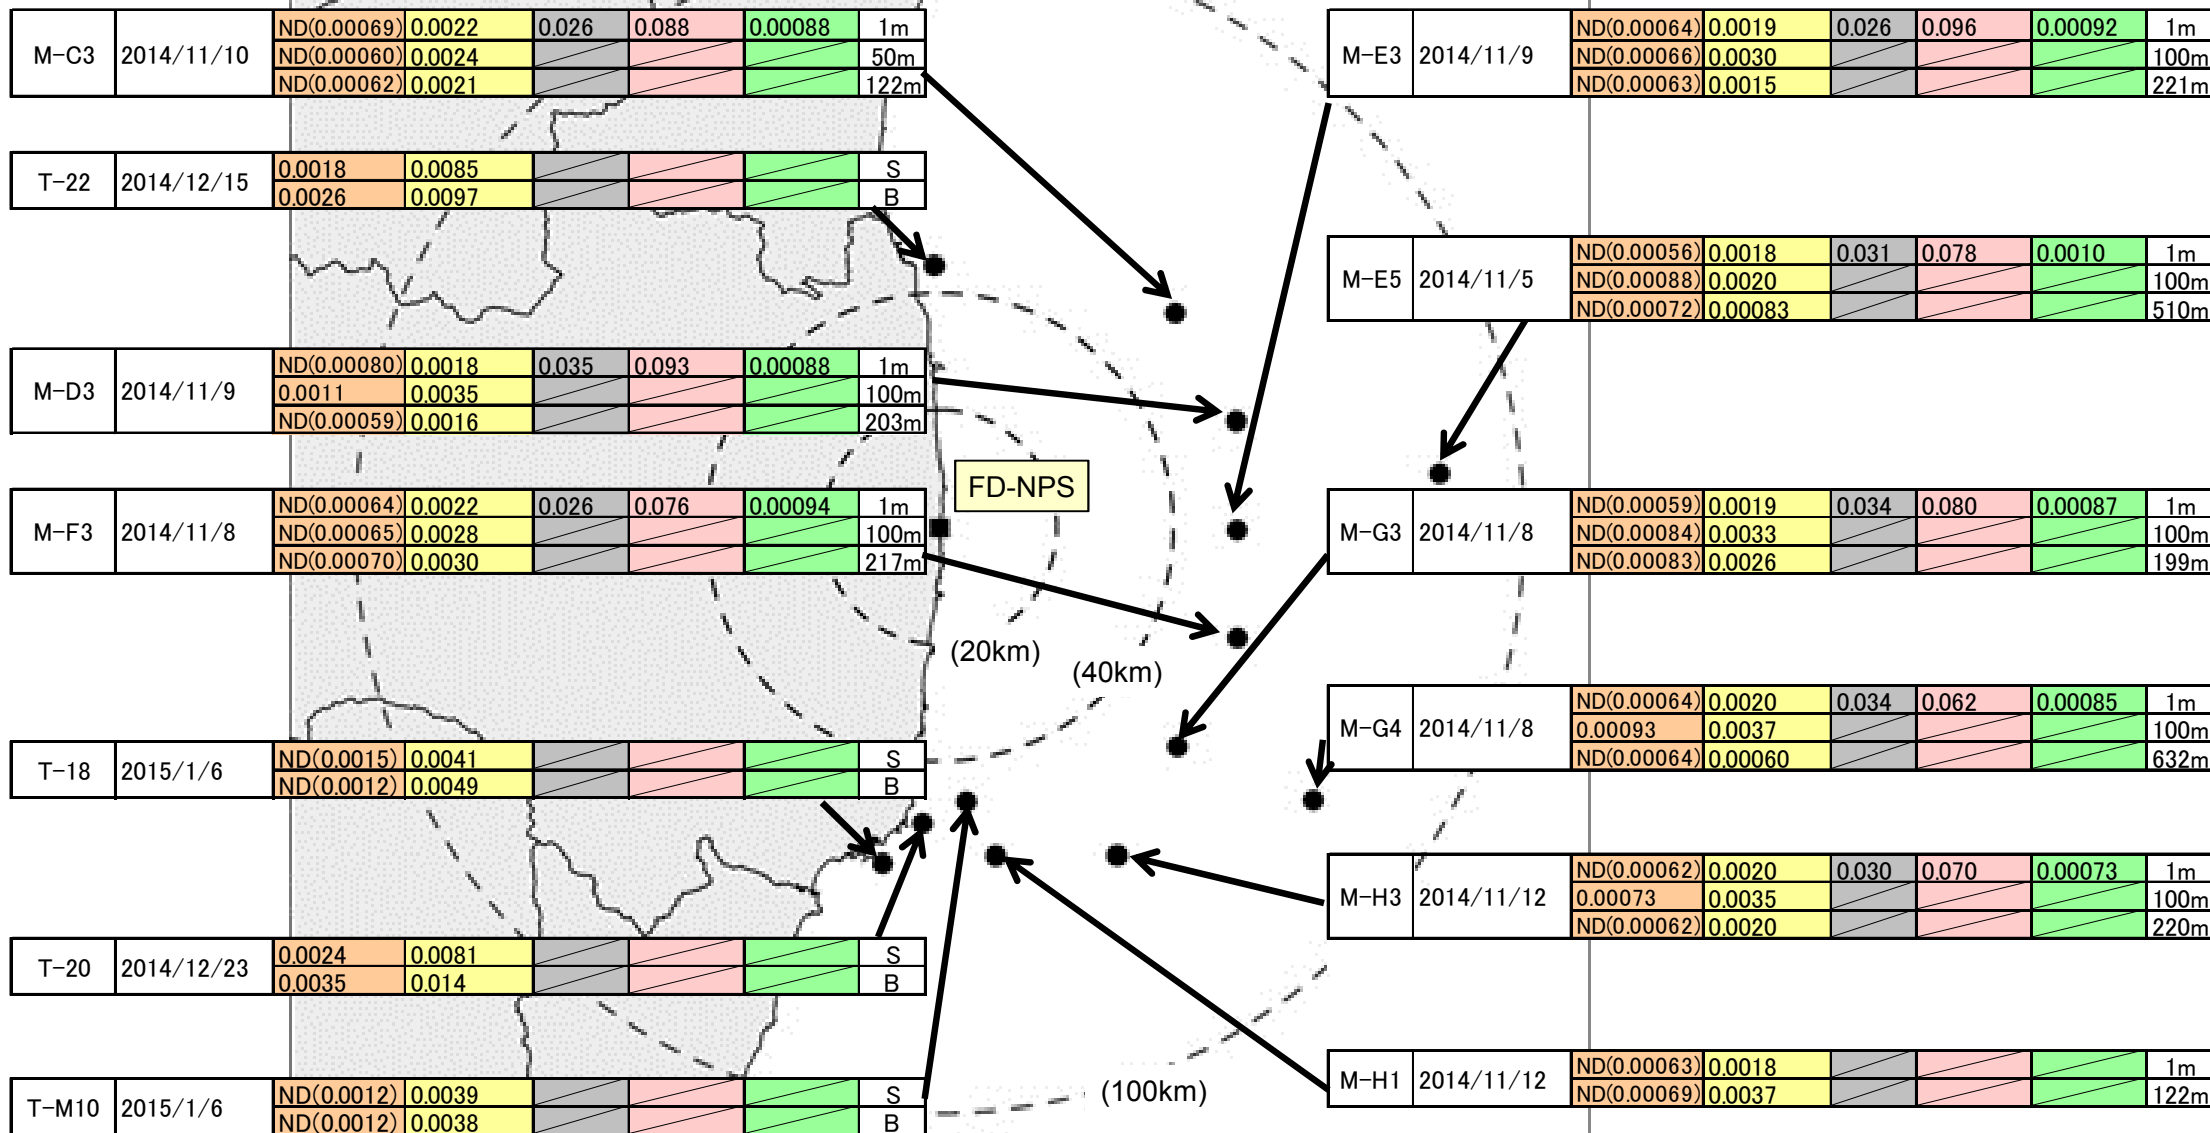 M-C3 2014/11/10 ND(0.00069) 0.0022 0.026 0.088 0.00088 1m
ND(0.00060) 0.0024 50m
ND(0.00062) 0.0021 122m
T-22 2014/12/15 0.0018 0.0085 S
0.0026 0.0097 B
M-D3 2014/11/9 ND(0.00080) 0.0018 0.035 0.093 0.00088 1m
0.0011 0.0035 100m
ND(0.00059) 0.0016 203m
M-F3 2014/11/8 ND(0.00064) 0.0022 0.026 0.076 0.00094 1m
ND(0.00065) 0.0028 100m
ND(0.00070) 0.0030 217m
T-18 2015/1/6 ND(0.0015) 0.0041 S
ND(0.0012) 0.0049 B
T-20 2014/12/23 0.0024 0.0081 S
0.0035 0.014 B
T-M10 2015/1/6 ND(0.0012) 0.0039 S
ND(0.0012) 0.0038 B
FD-NPS
(20km)
(40km)
(100km)
M-E3 2014/11/9 ND(0.00064) 0.0019 0.026 0.096 0.00092 1m
ND(0.00066) 0.0030 100m
ND(0.00063) 0.0015 221m
M-E5 2014/11/5 ND(0.00056) 0.0018 0.031 0.078 0.0010 1m
ND(0.00088) 0.0020 100m
ND(0.00072) 0.00083 510m
M-G3 2014/11/8 ND(0.00059) 0.0019 0.034 0.080 0.00087 1m
ND(0.00084) 0.0033 100m
ND(0.00083) 0.0026 199m
M-G4 2014/11/8 ND(0.00064) 0.0020 0.034 0.062 0.00085 1m
0.00093 0.0037 100m
ND(0.00064) 0.00060 632m
M-H3 2014/11/12 ND(0.00062) 0.0020 0.030 0.070 0.00073 1m
0.00073 0.0035 100m
ND(0.00062) 0.0020 220m
M-H1 2014/11/12 ND(0.00063) 0.0018 1m
ND(0.00069) 0.0037 122m